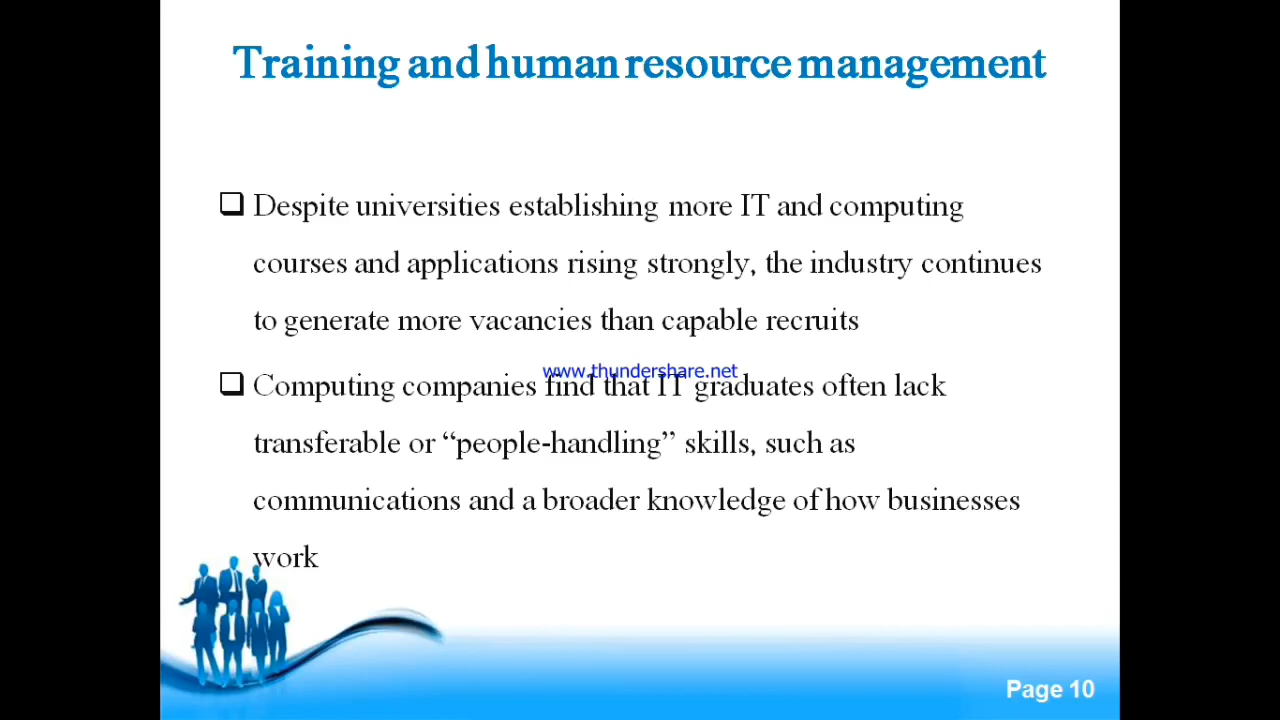 Training and human resource management
Despite universities establishing more IT and computing
courses and applications rising strongly, the industry continues
to generate more vacancies than capable recruits
www.thundershare.net
Computing companies find that IT graduates often lack
transferable or “people-handling” skills, such as
communications and a broader knowledge of how businesses
work
Page 10